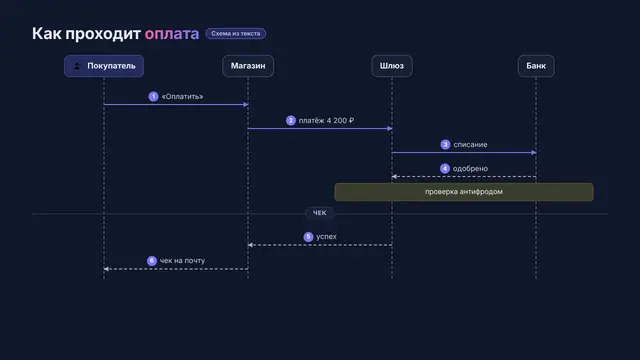 Как проходит оплата
Схема из текста
Покупатель
Магазин
Шлюз
Банк
1 «Оплатить»
2 платёж 4 200 ₽
3 списание
4 одобрено
проверка антифродом
ЧЕК
5 успех
6 чек на почту